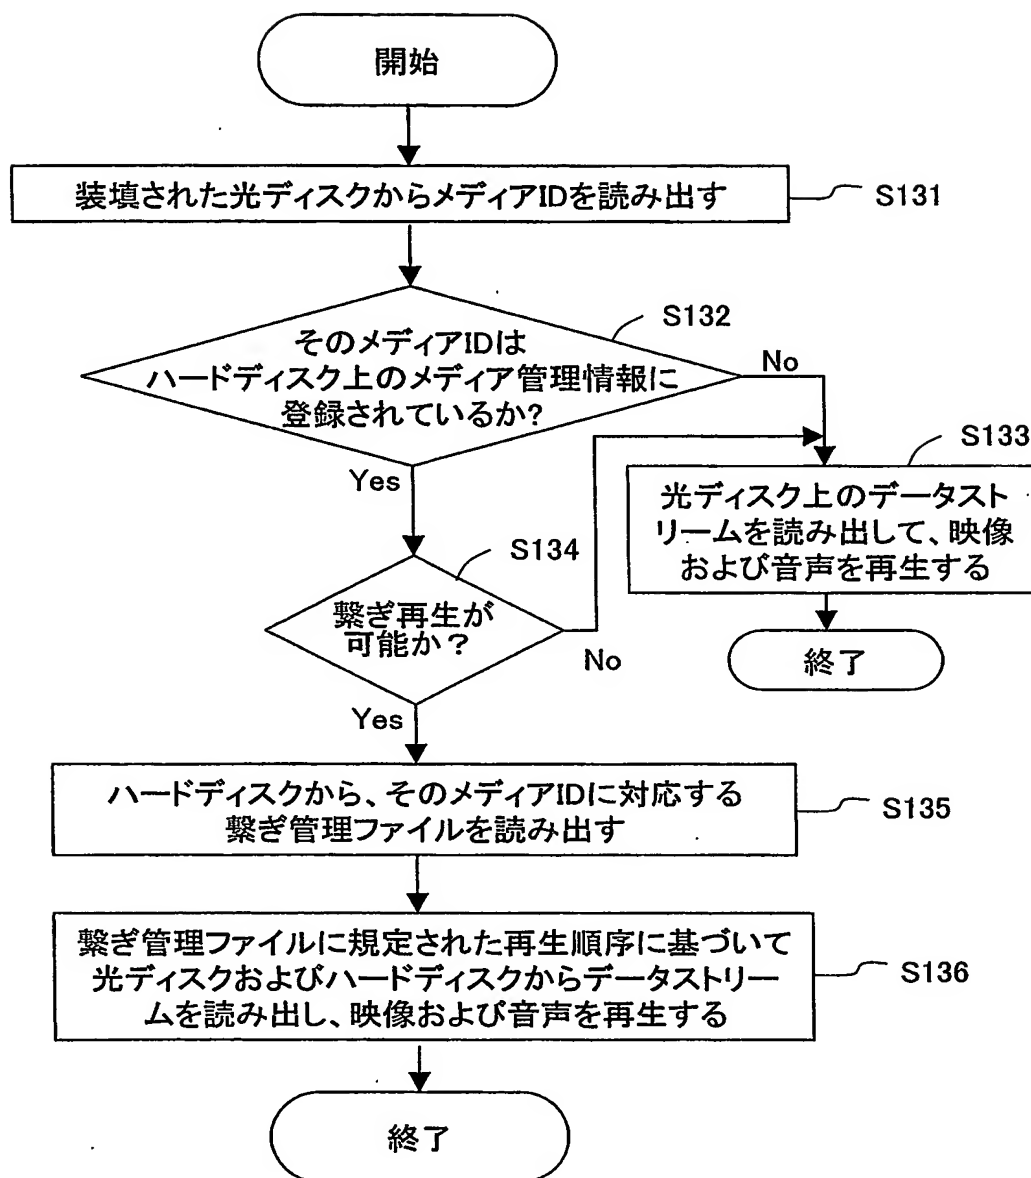 開始
装填された光ディスクからメディアIDを読み出す
S131
そのメディアIDは
ハードディスク上のメディア管理情報に
登録されているか?
S132
No
Yes
S133
光ディスク上のデータスト
リームを読み出して、映像
および音声を再生する
終了
S134
繋ぎ再生が
可能か？
No
Yes
ハードディスクから、そのメディアIDに対応する
繋ぎ管理ファイルを読み出す
S135
繋ぎ管理ファイルに規定された再生順序に基づいて
光ディスクおよびハードディスクからデータストリー
ムを読み出し、映像および音声を再生する
S136
終了